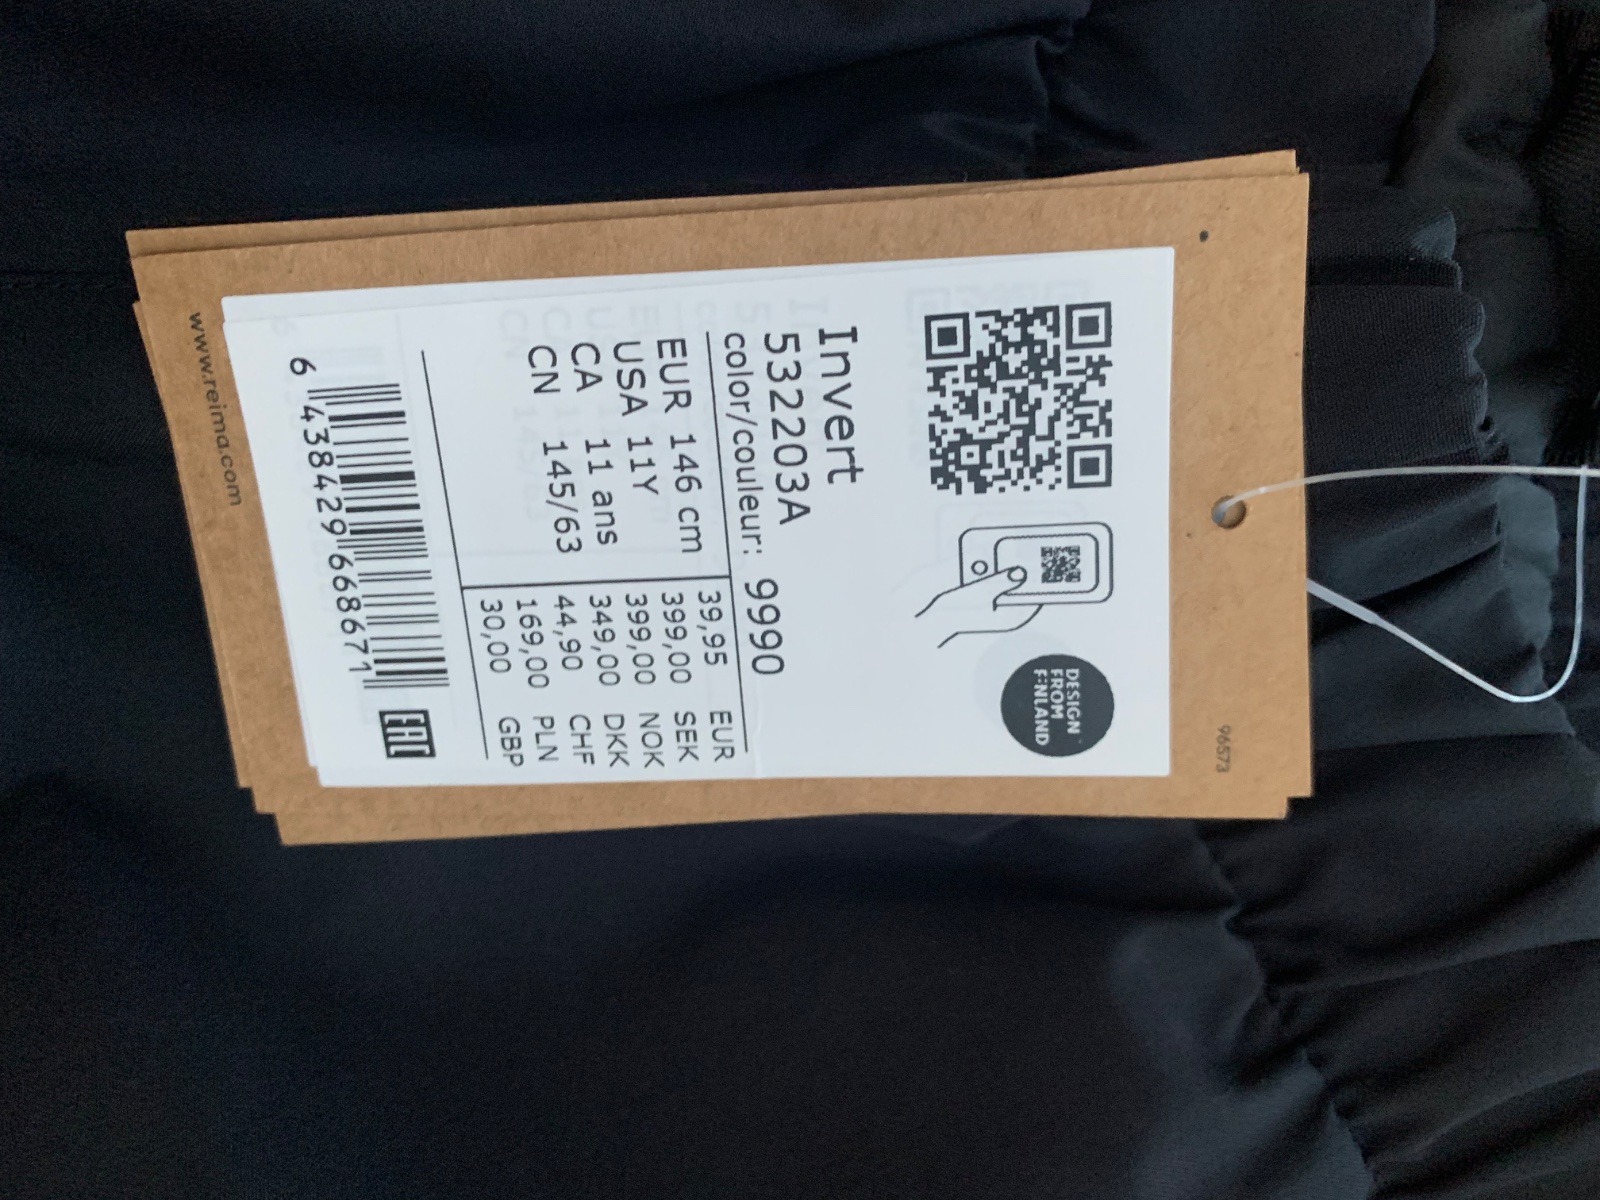 96573
DESIGN
FROM
FINLAND
Invert
532203A
color/couleur: 9990
EUR 146 cm
USA 11Y
CA 11 ans
CN 145/63
39,95 EUR
399,00 SEK
399,00 NOK
349,00 DKK
44,90 CHF
169,00 PLN
30,00 GBP
6 438429 668671
EAC
www.reima.com